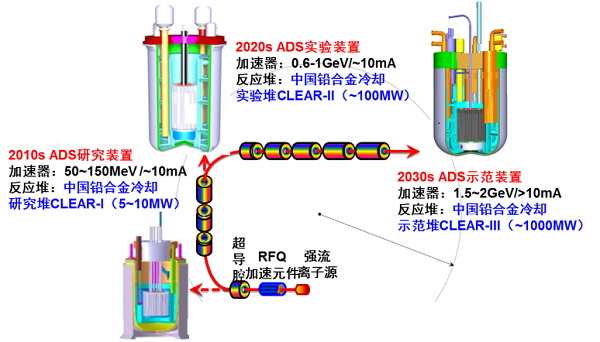 2020s ADS实验装置
加速器：0.6-1GeV/~10mA
反应堆：中国铅合金冷却
实验堆CLEAR-II（~100MW）
2010s ADS研究装置
加速器：50~150MeV/~10mA
反应堆：中国铅合金冷却
研究堆CLEAR-I（5~10MW）
2030s ADS示范装置
加速器：1.5~2GeV/>10mA
反应堆：中国铅合金冷却
示范堆CLEAR-III（~1000MW）
超导腔
RFQ
加速元件
强流
离子源